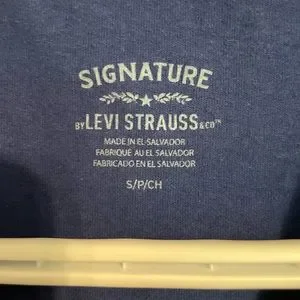 SIGNATURE
BY LEVI STRAUSS & CO™
MADE IN EL SALVADOR
FABRIQUÉ AU EL SALVADOR
FABRICADO EN EL SALVADOR
S/P/CH